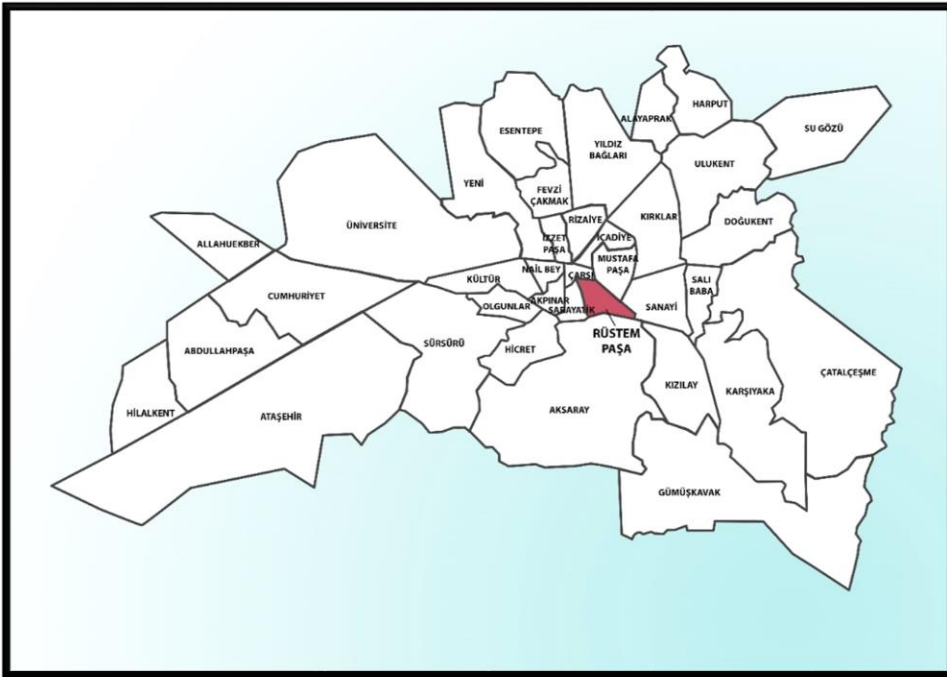 HARPUT
ALAYAPRAK
SU GÖZÜ
ESENTEPE
YILDIZ
BAĞLARI
ULUKENT
YENİ
FEVZİ
ÇAKMAK
RİZAİYE
KIRKLAR
DOĞUKENT
ÜNİVERSİTE
İCADİYE
İZZET
PAŞA
ALLAHUEKBER
MUSTAFA
PAŞA
NAİL BEY
ÇARŞI
KÜLTÜR
SALI
BABA
CUMHURİYET
AKPINAR
OLGUNLAR
SARAYATIK
SANAYİ
RÜSTEM
PAŞA
SÜRSÜRÜ
HİCRET
ABDULLAHPAŞA
ÇATALÇEŞME
KIZILAY
KARŞIYAKA
HİLALKENT
ATAŞEHİR
AKSARAY
GÜMÜŞKAVAK